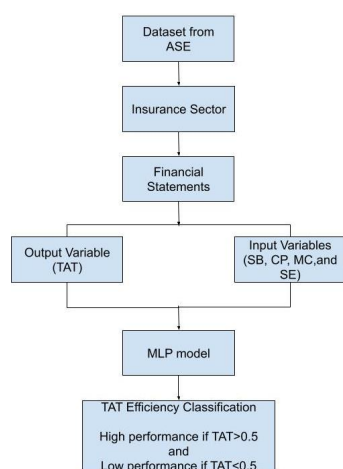 Dataset from
ASE
Insurance Sector
Financial
Statements
Output Variable
(TAT)
Input Variables
(SB, CP, MC,and
SE)
MLP model
TAT Efficiency Classification
High performance if TAT>0.5
and
Low performance if TAT<0.5